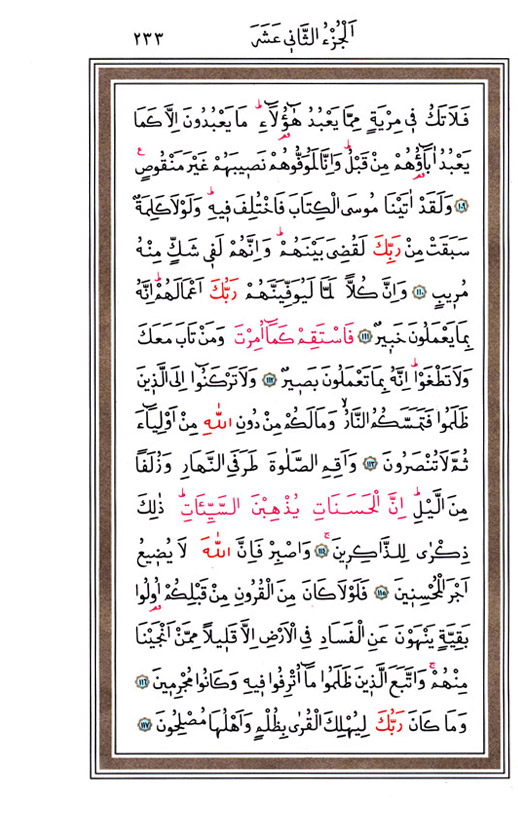 اَلْجُزْءُ الثَّانِي عَشَرَ ٢٣٣
فَلَا تَكُ فِي مِرْيَةٍ مِمَّا يَعْبُدُ هٰٓؤُ۬لَٓاءِۜ مَا يَعْبُدُونَ اِلَّا كَمَا
يَعْبُدُ اٰبَٓاؤُ۬هُمْ مِنْ قَبْلُۜ وَاِنَّا لَمُوَفُّوهُمْ نَصِيبَهُمْ غَيْرَ مَنْقُوصٍ۟
﴿١٠٩﴾ وَلَقَدْ اٰتَيْنَا مُوسَى الْكِتَابَ فَاخْتُلِفَ فِيهِۜ وَلَوْلَا كَلِمَةٌ
سَبَقَتْ مِنْ رَبِّكَ لَقُضِيَ بَيْنَهُمْۜ وَاِنَّهُمْ لَفِي شَكٍّ مِنْهُ
مُرِيبٍ ﴿١١٠﴾ وَاِنَّ كُلًّا لَمَّا لَيُوَفِّيَنَّهُمْ رَبُّكَ اَعْمَالَهُمْۜ اِنَّهُ
بِمَا يَعْمَلُونَ خَبِيرٌ ﴿١١١﴾ فَاسْتَقِمْ كَمَٓا اُمِرْتَ وَمَنْ تَابَ مَعَكَ
وَلَا تَطْغَوْاۜ اِنَّهُ بِمَا تَعْمَلُونَ بَصِيرٌ ﴿١١٢﴾ وَلَا تَرْكَنُٓوا اِلَى الَّذِينَ
ظَلَمُوا فَتَمَسَّكُمُ النَّارُۙ وَمَا لَكُمْ مِنْ دُونِ اللّٰهِ مِنْ اَوْلِيَٓاءَ
ثُمَّ لَا تُنْصَرُونَ ﴿١١٣﴾ وَاَقِمِ الصَّلٰوةَ طَرَفَيِ النَّهَارِ وَزُلَفًا
مِنَ الَّيْلِۜ اِنَّ الْحَسَنَاتِ يُذْهِبْنَ السَّيِّـَٔاتِۜ ذٰلِكَ
ذِكْرٰى لِلذَّاكِرِينَۚ ﴿١١٤﴾ وَاصْبِرْ فَاِنَّ اللّٰهَ لَا يُضِيعُ
اَجْرَ الْمُحْسِنِينَ ﴿١١٥﴾ فَلَوْلَا كَانَ مِنَ الْقُرُونِ مِنْ قَبْلِكُمْ اُو۬لُوا
بَقِيَّةٍ يَنْهَوْنَ عَنِ الْفَسَادِ فِي الْاَرْضِ اِلَّا قَلِيلًا مِمَّنْ اَنْجَيْنَا
مِنْهُمْۚ وَاتَّبَعَ الَّذِينَ ظَلَمُوا مَٓا اُتْرِفُوا فِيهِ وَكَانُوا مُجْرِمِينَ ﴿١١٦﴾
وَمَا كَانَ رَبُّكَ لِيُهْلِكَ الْقُرٰى بِظُلْمٍ وَاَهْلُهَا مُصْلِحُونَ ﴿١١٧﴾